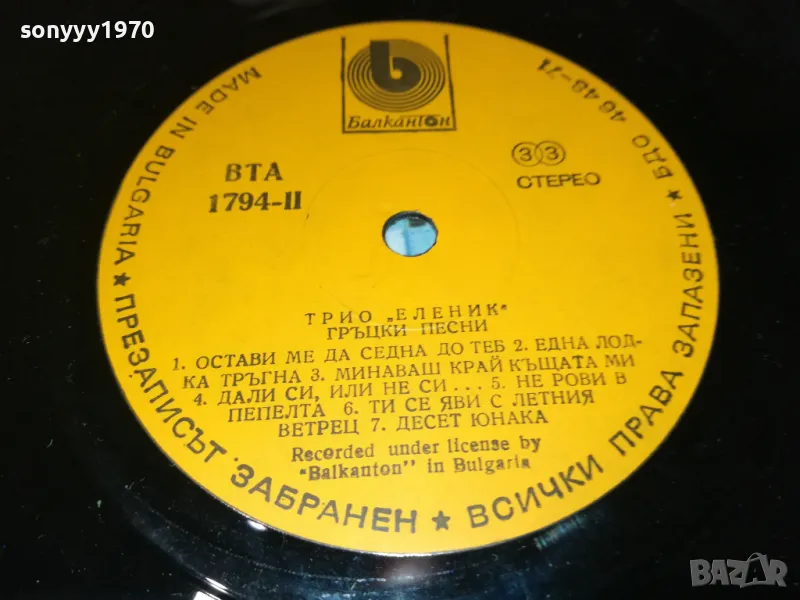 sonyyy1970
Балкантон
ВТА
1794-II
33
СТЕРЕО
ТРИО „ЕЛЕНИК"
ГРЪЦКИ ПЕСНИ
1. ОСТАВИ МЕ ДА СЕДНА ДО ТЕБ 2. ЕДНА ЛОД-
КА ТРЪГНА 3. МИНАВАШ КРАЙ КЪЩАТА МИ
4. ДАЛИ СИ, ИЛИ НЕ СИ... 5. НЕ РОВИ В
ПЕПЕЛТА 6. ТИ СЕ ЯВИ С ЛЕТНИЯ
ВЕТРЕЦ 7. ДЕСЕТ ЮНАКА
Recorded under license by
"Balkanton" in Bulgaria
MADE IN BULGARIA ★ ПРЕЗАПИСЪТ ЗАБРАНЕН ★ ВСИЧКИ ПРАВА ЗАПАЗЕНИ ★ БДС 4648-71
BAZAR